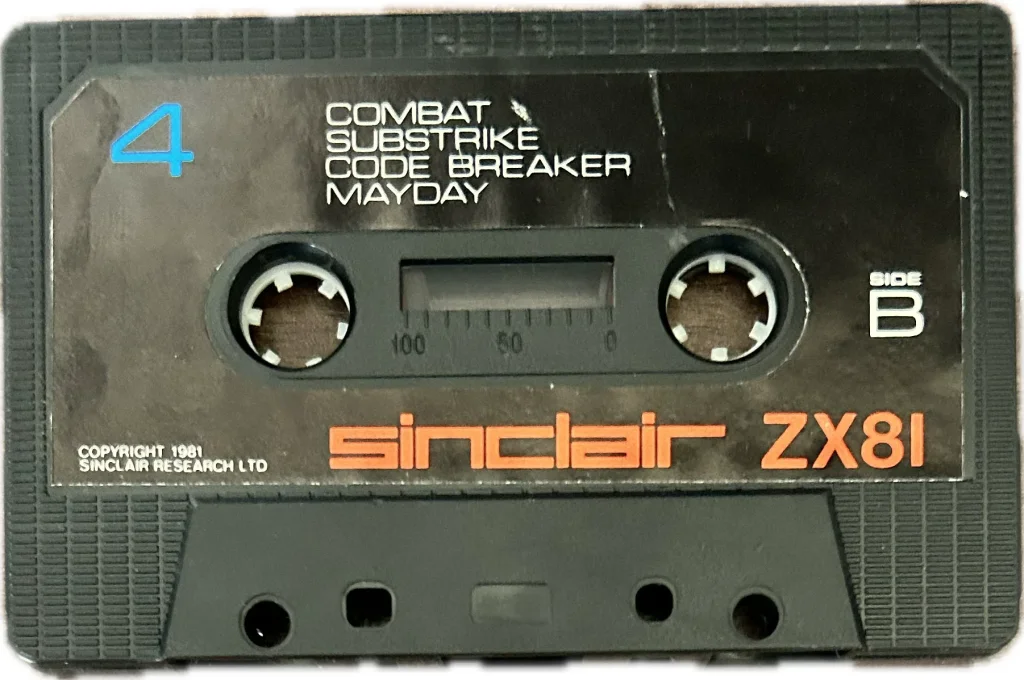 4
COMBAT
SUBSTRIKE
CODE BREAKER
MAYDAY
SIDE
B
100 50 0
COPYRIGHT 1981
SINCLAIR RESEARCH LTD
sinclair ZX81